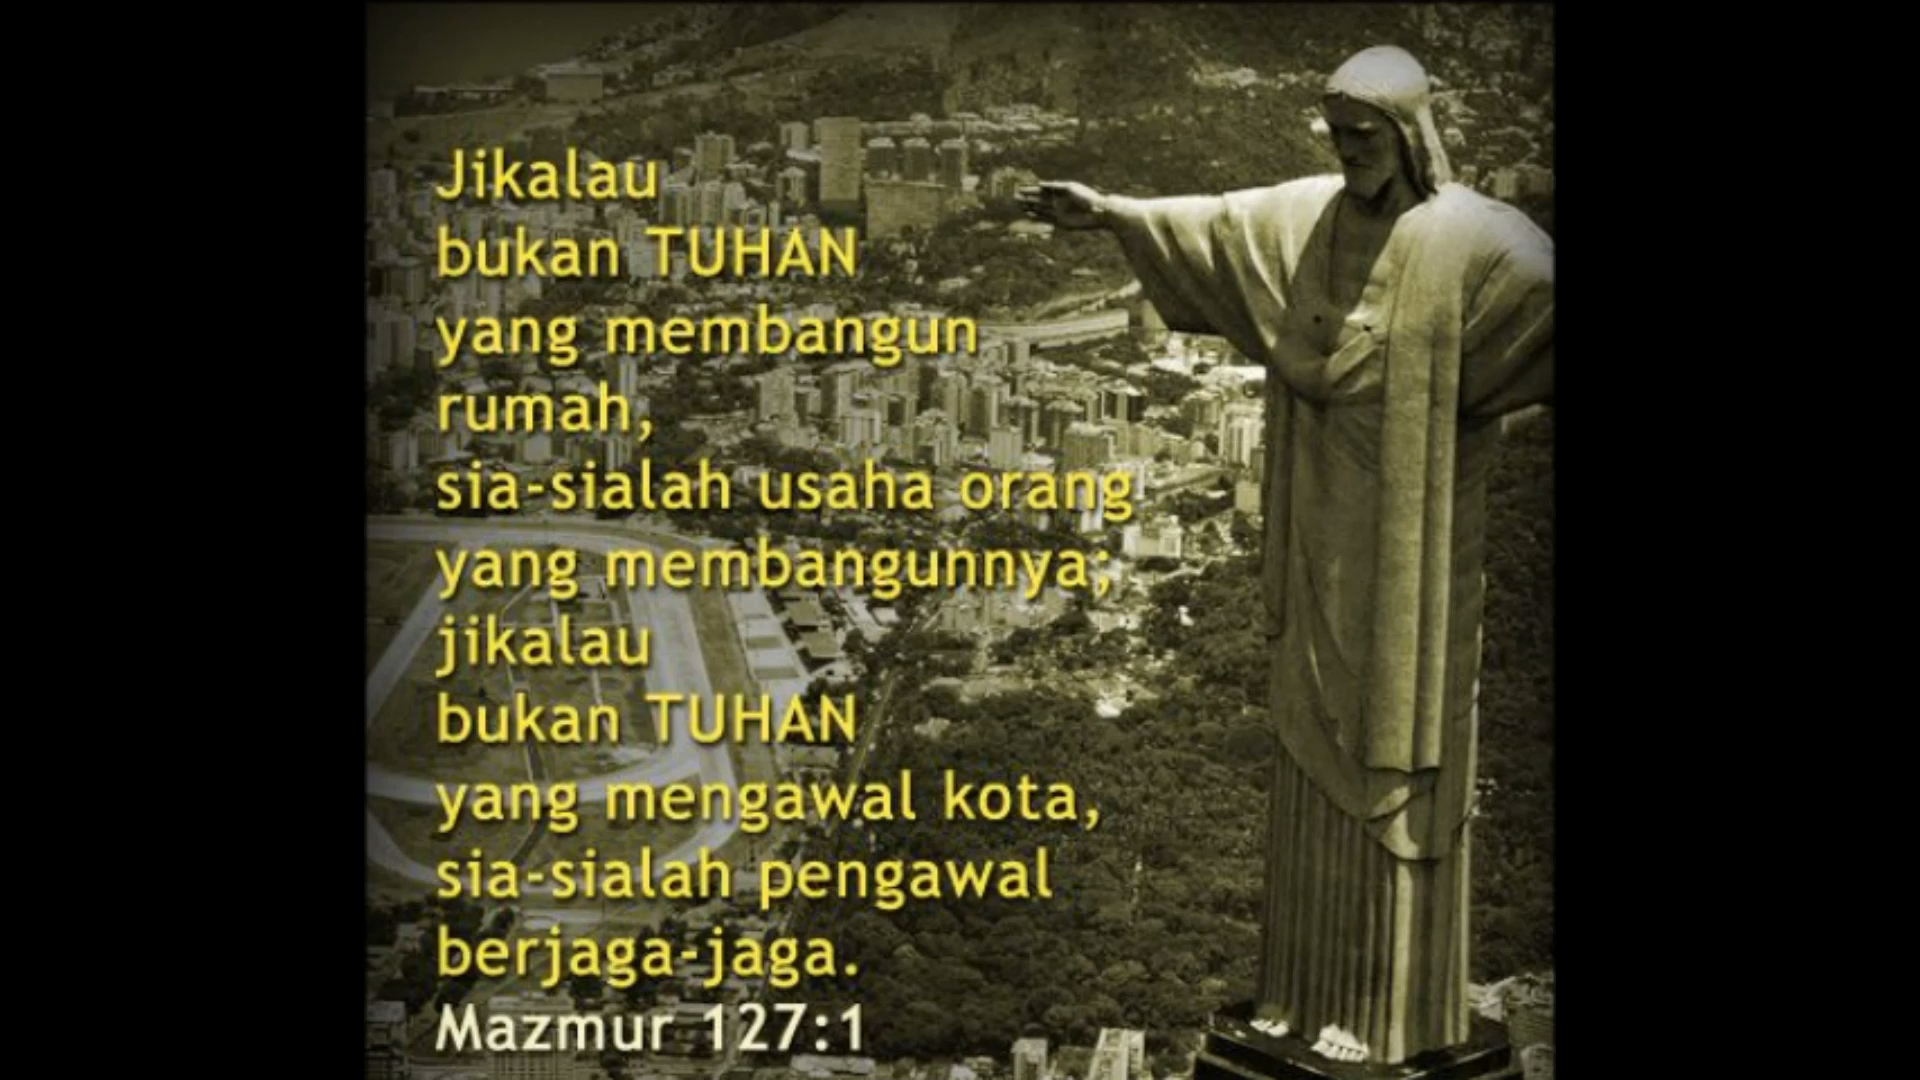 Jikalau
bukan TUHAN
yang membangun
rumah,
sia-sialah usaha orang
yang membangunnya;
jikalau
bukan TUHAN
yang mengawal kota,
sia-sialah pengawal
berjaga-jaga.
Mazmur 127:1